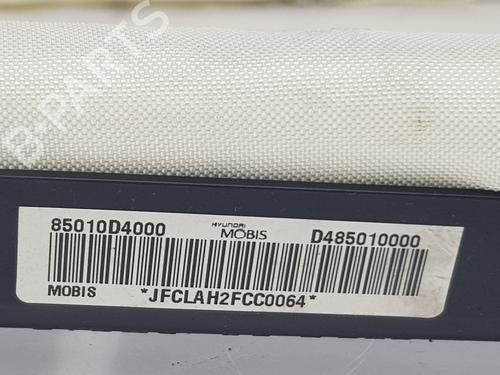 B-PARTS
85010D4000
HYUNDAI
MOBIS
D485010000
MOBIS
*JFCLAH2FCC0064*